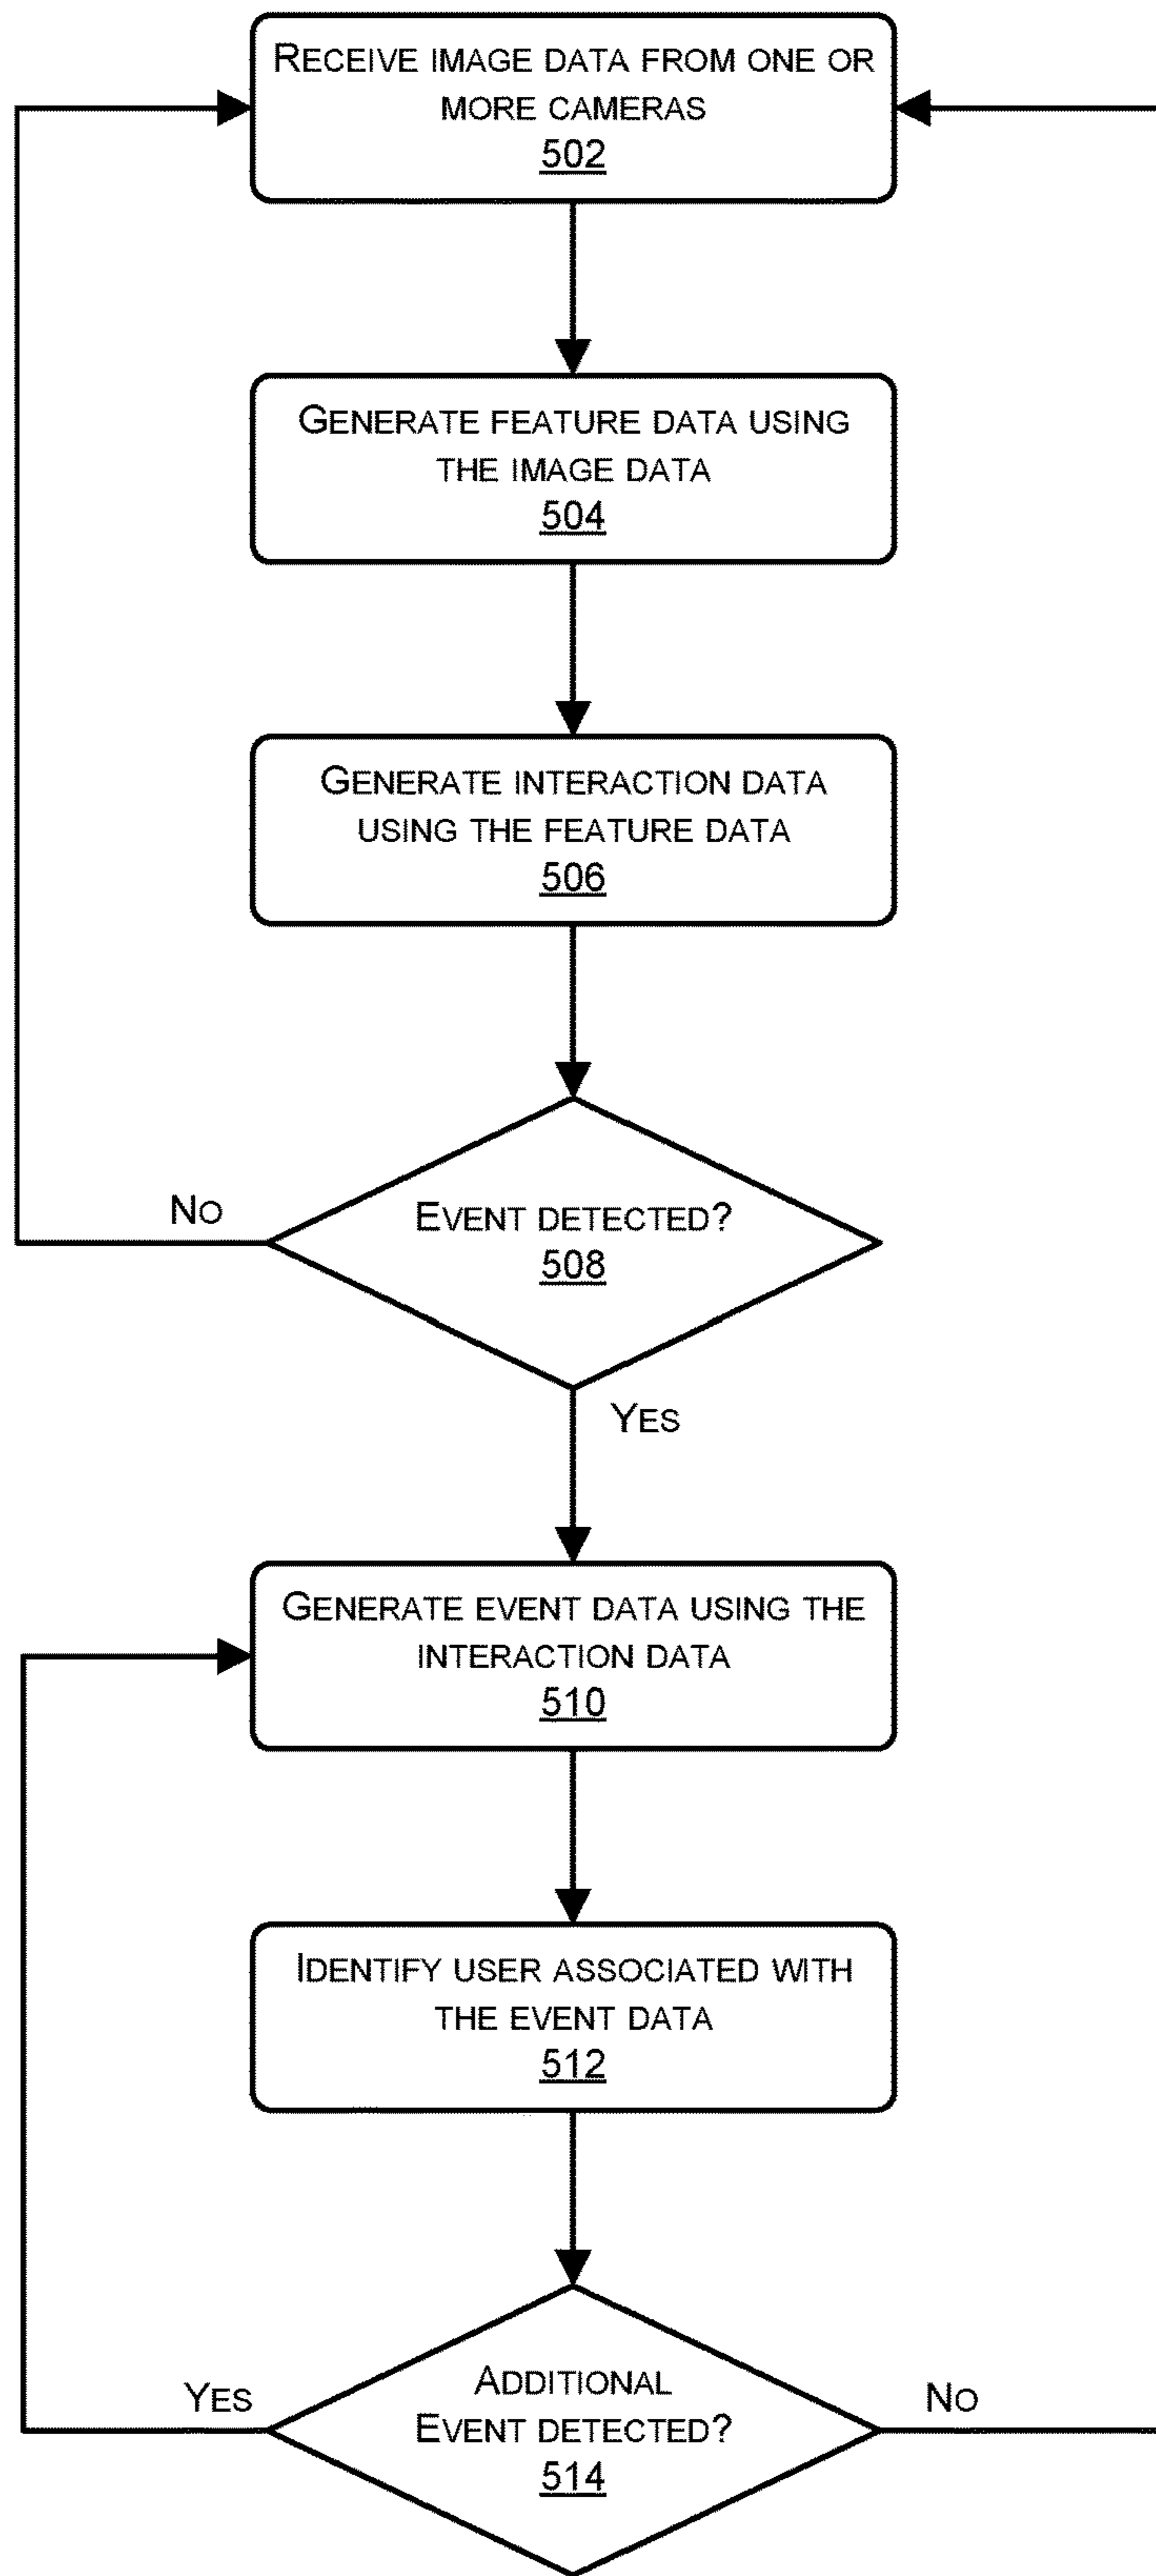 RECEIVE IMAGE DATA FROM ONE OR
MORE CAMERAS
502
GENERATE FEATURE DATA USING
THE IMAGE DATA
504
GENERATE INTERACTION DATA
USING THE FEATURE DATA
506
NO
EVENT DETECTED?
508
YES
GENERATE EVENT DATA USING THE
INTERACTION DATA
510
IDENTIFY USER ASSOCIATED WITH
THE EVENT DATA
512
YES
ADDITIONAL
EVENT DETECTED?
514
NO